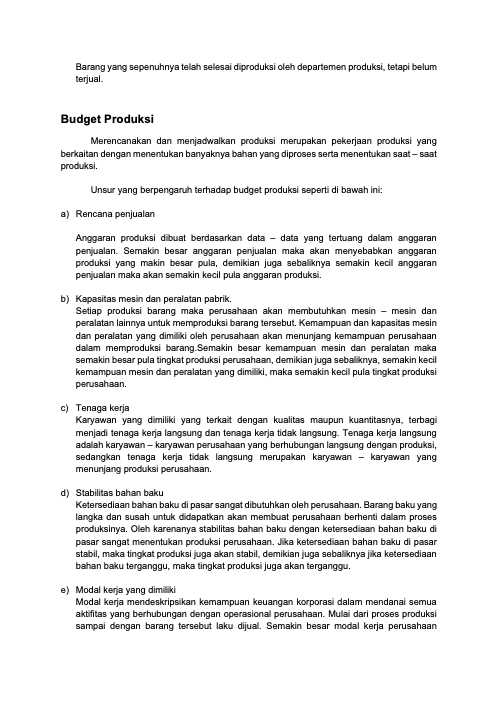 Barang yang sepenuhnya telah selesai diproduksi oleh departemen produksi, tetapi belum
terjual.
Budget Produksi
Merencanakan dan menjadwalkan produksi merupakan pekerjaan produksi yang
berkaitan dengan menentukan banyaknya bahan yang diproses serta menentukan saat – saat
produksi.
Unsur yang berpengaruh terhadap budget produksi seperti di bawah ini:
a) Rencana penjualan
Anggaran produksi dibuat berdasarkan data – data yang tertuang dalam anggaran
penjualan. Semakin besar anggaran penjualan maka akan menyebabkan anggaran
produksi yang makin besar pula, demikian juga sebaliknya semakin kecil anggaran
penjualan maka akan semakin kecil pula anggaran produksi.
b) Kapasitas mesin dan peralatan pabrik.
Setiap produksi barang maka perusahaan akan membutuhkan mesin – mesin dan
peralatan lainnya untuk memproduksi barang tersebut. Kemampuan dan kapasitas mesin
dan peralatan yang dimiliki oleh perusahaan akan menunjang kemampuan perusahaan
dalam memproduksi barang.Semakin besar kemampuan mesin dan peralatan maka
semakin besar pula tingkat produksi perusahaan, demikian juga sebaliknya, semakin kecil
kemampuan mesin dan peralatan yang dimiliki, maka semakin kecil pula tingkat produksi
perusahaan.
c) Tenaga kerja
Karyawan yang dimiliki yang terkait dengan kualitas maupun kuantitasnya, terbagi
menjadi tenaga kerja langsung dan tenaga kerja tidak langsung. Tenaga kerja langsung
adalah karyawan – karyawan perusahaan yang berhubungan langsung dengan produksi,
sedangkan tenaga kerja tidak langsung merupakan karyawan – karyawan yang
menunjang produksi perusahaan.
d) Stabilitas bahan baku
Ketersediaan bahan baku di pasar sangat dibutuhkan oleh perusahaan. Barang baku yang
langka dan susah untuk didapatkan akan membuat perusahaan berhenti dalam proses
produksinya. Oleh karenanya stabilitas bahan baku dengan ketersediaan bahan baku di
pasar sangat menentukan produksi perusahaan. Jika ketersediaan bahan baku di pasar
stabil, maka tingkat produksi juga akan stabil, demikian juga sebaliknya jika ketersediaan
bahan baku terganggu, maka tingkat produksi juga akan terganggu.
e) Modal kerja yang dimiliki
Modal kerja mendeskripsikan kemampuan keuangan korporasi dalam mendanai semua
aktifitas yang berhubungan dengan operasional perusahaan. Mulai dari proses produksi
sampai dengan barang tersebut laku dijual. Semakin besar modal kerja perusahaan